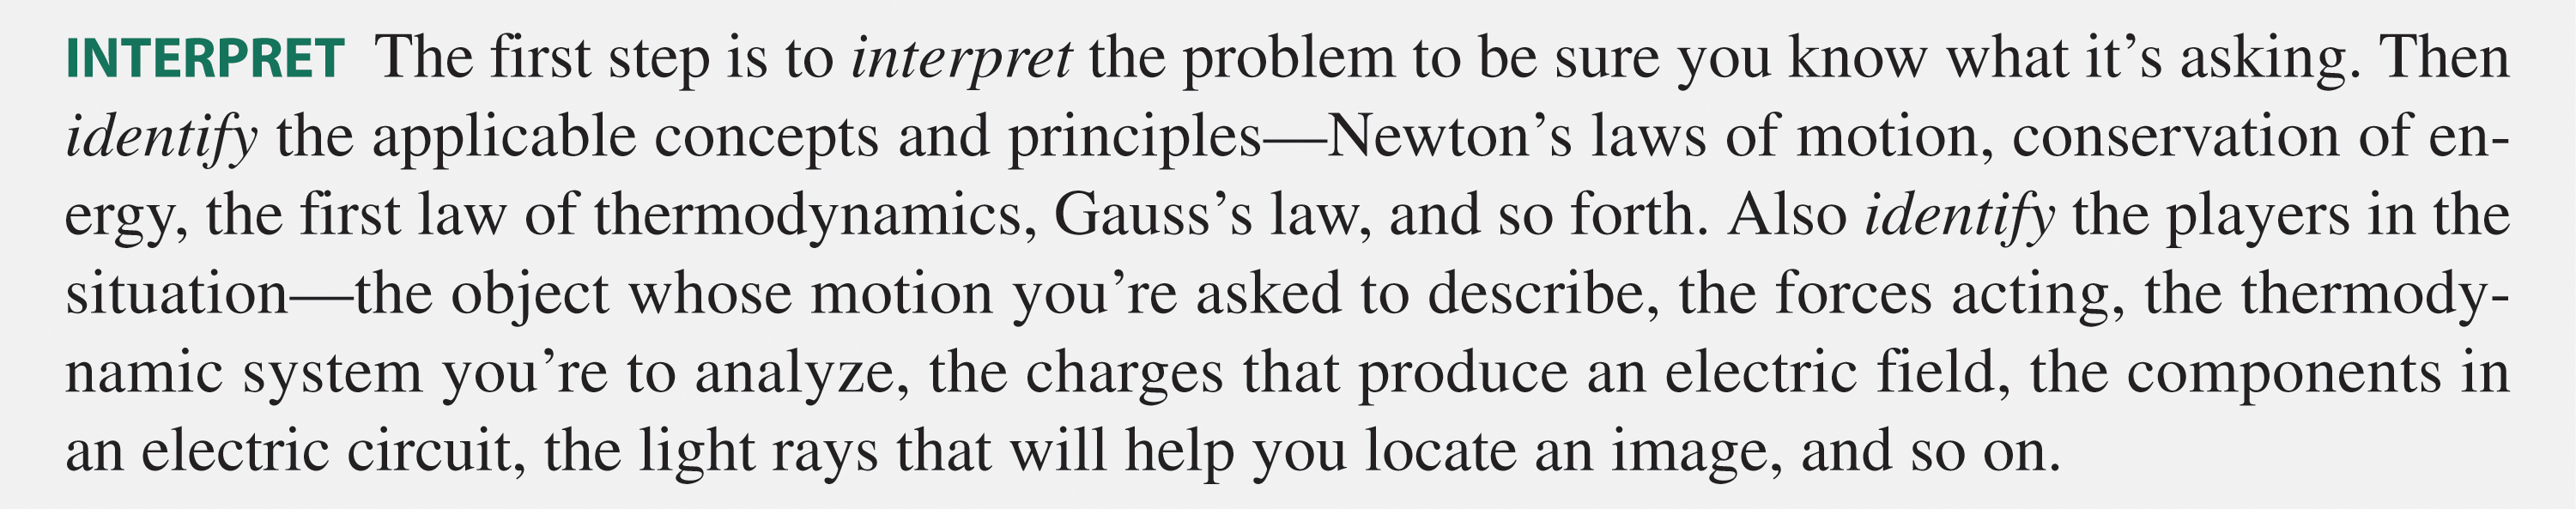 INTERPRET The first step is to interpret the problem to be sure you know what it’s asking. Then
identify the applicable concepts and principles—Newton’s laws of motion, conservation of en-
ergy, the first law of thermodynamics, Gauss’s law, and so forth. Also identify the players in the
situation—the object whose motion you’re asked to describe, the forces acting, the thermody-
namic system you’re to analyze, the charges that produce an electric field, the components in
an electric circuit, the light rays that will help you locate an image, and so on.